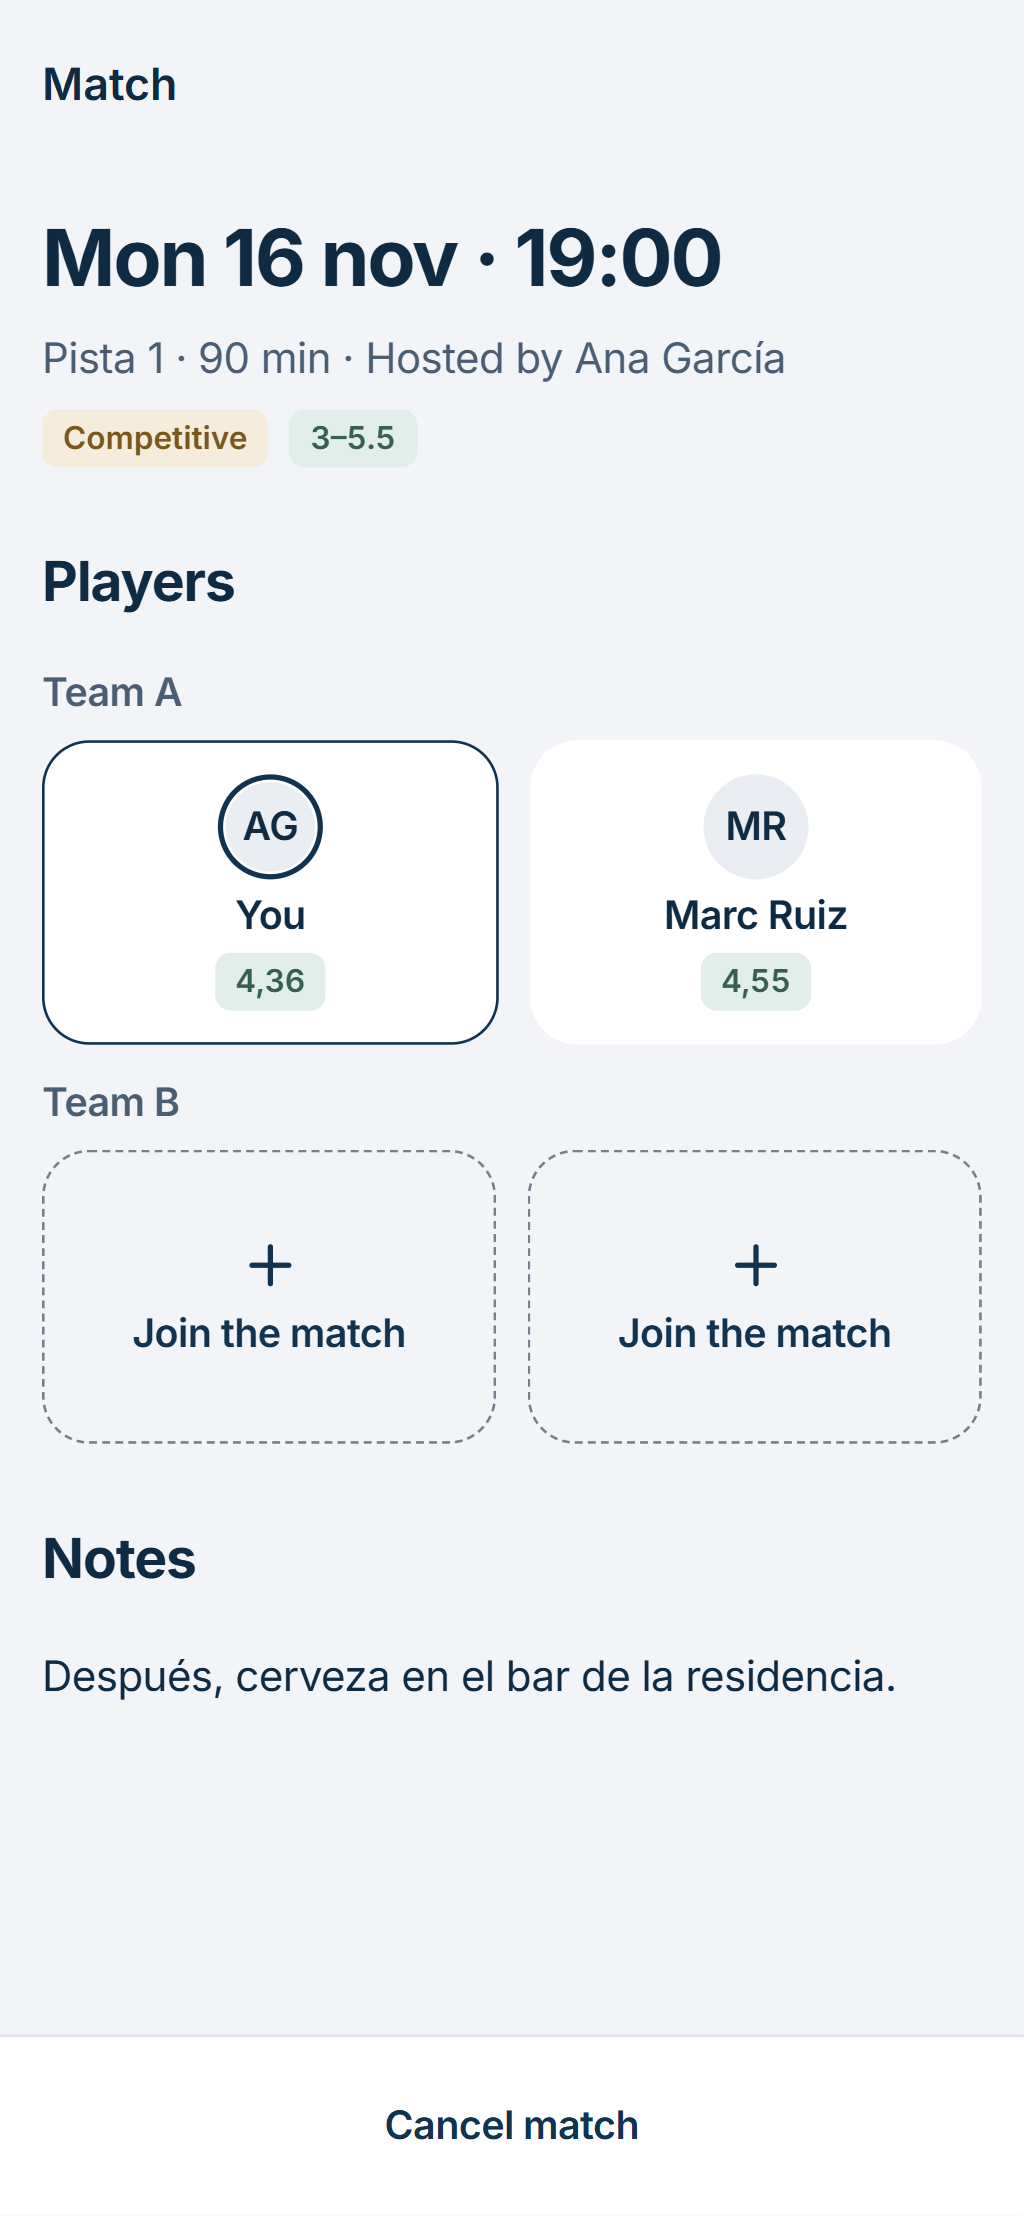 Match
Mon 16 nov · 19:00
Pista 1 · 90 min · Hosted by Ana García
Competitive 3–5.5
Players
Team A
AG MR
You Marc Ruiz
4,36 4,55
Team B
Join the match Join the match
Notes
Después, cerveza en el bar de la residencia.
Cancel match